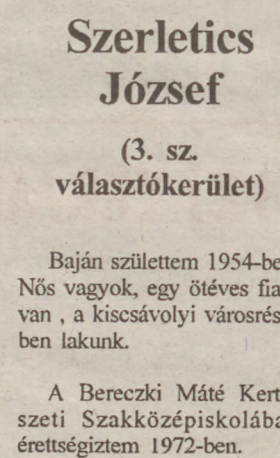 Szerletics
József
(3. sz.
választókerület)
Baján születtem 1954-be
Nős vagyok, egy ötéves fia
van , a kiscsávolyi városrés
ben lakunk.
A Bereczki Máté Kert
szeti Szakközépiskolába
érettségiztem 1972-ben.